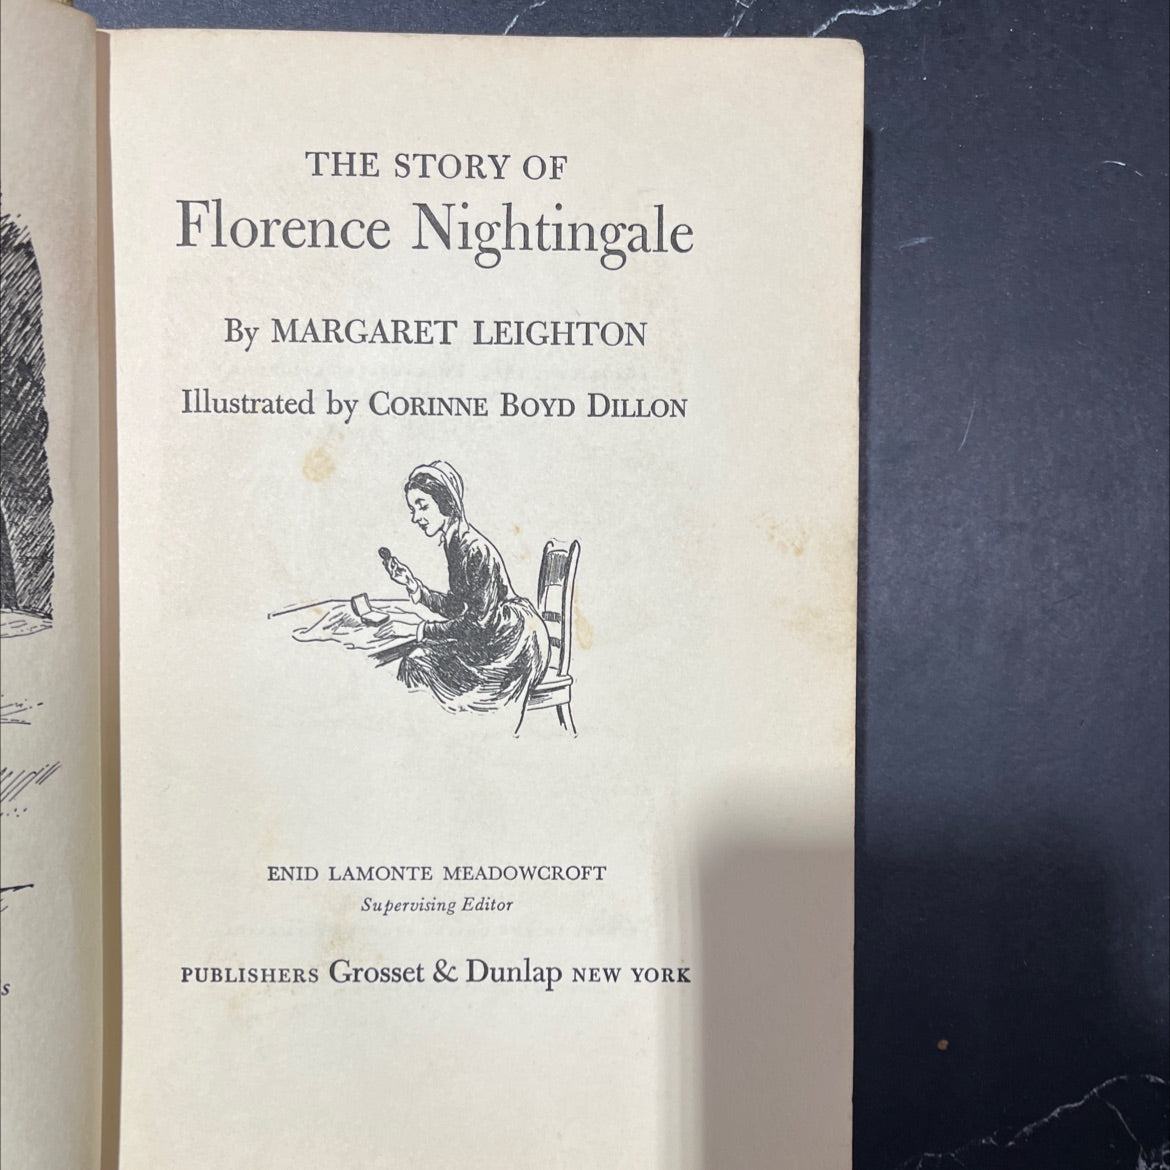 THE STORY OF
Florence Nightingale
By MARGARET LEIGHTON
Illustrated by CORINNE BOYD DILLON
ENID LAMONTE MEADOWCROFT
Supervising Editor
PUBLISHERS Grosset & Dunlap NEW YORK
s